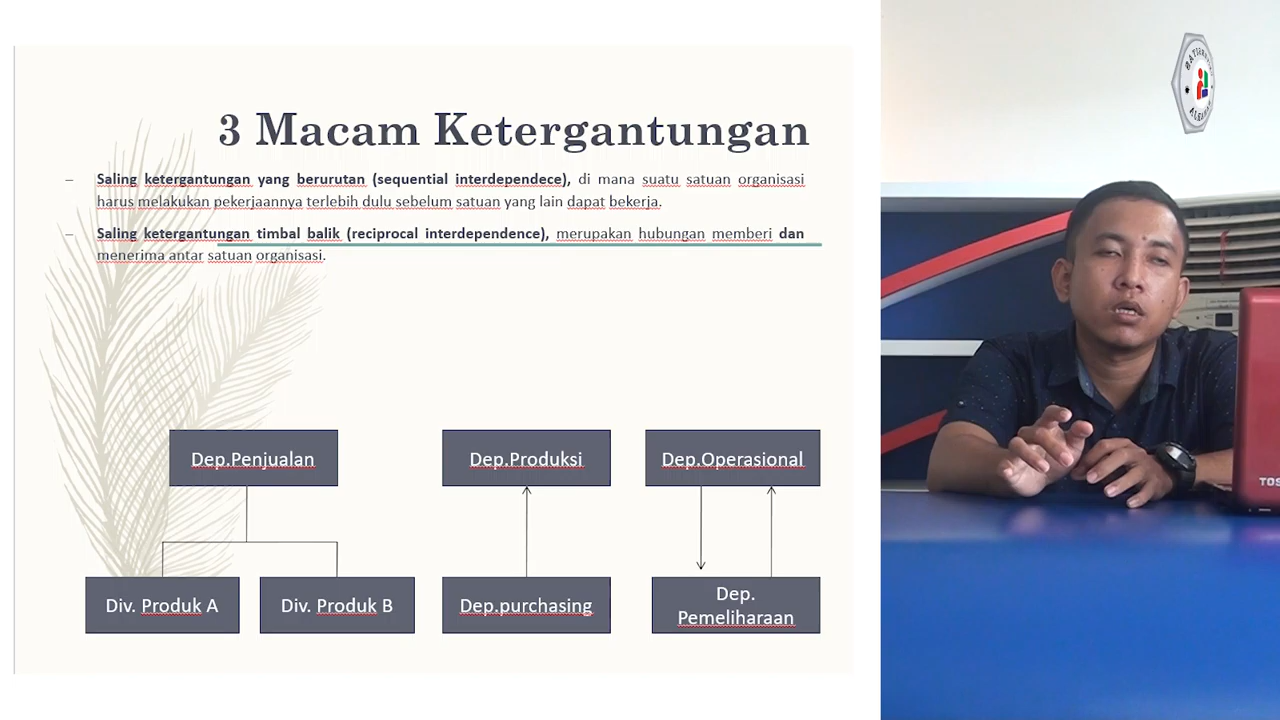 3 Macam Ketergantungan
– Saling ketergantungan yang berurutan (sequential interdependece), di mana suatu satuan organisasi
harus melakukan pekerjaannya terlebih dulu sebelum satuan yang lain dapat bekerja.
– Saling ketergantungan timbal balik (reciprocal interdependence), merupakan hubungan memberi dan
menerima antar satuan organisasi.
Dep.Penjualan
Dep.Produksi
Dep.Operasional
Div. Produk A
Div. Produk B
Dep.purchasing
Dep.
Pemeliharaan